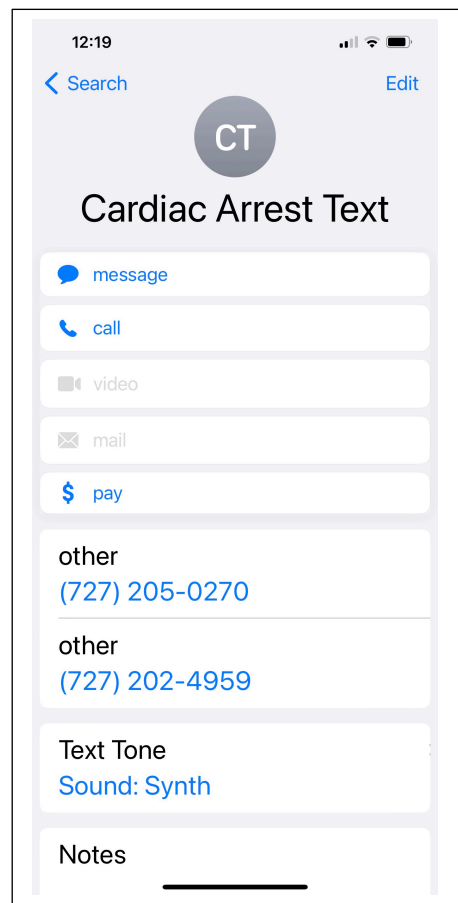 12:19
Search
Edit
CT
Cardiac Arrest Text
message
call
video
mail
$ pay
other
(727) 205-0270
other
(727) 202-4959
Text Tone
Sound: Synth
Notes